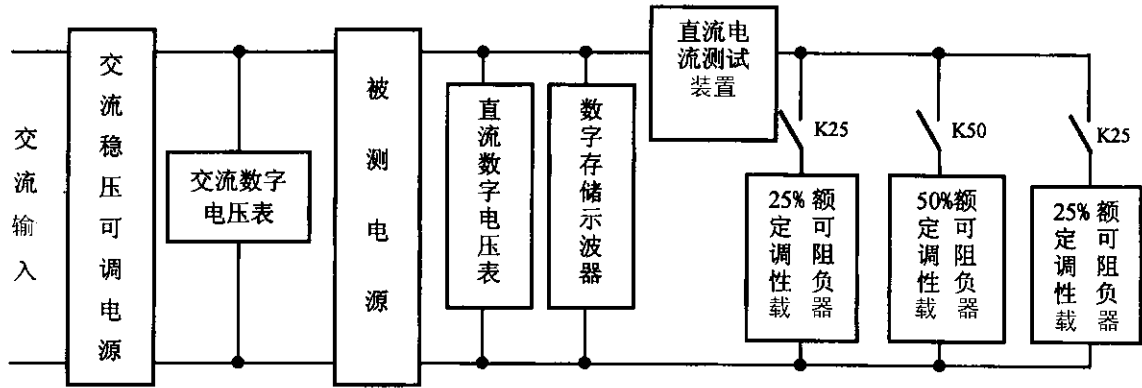 交流输入
交流稳压可调电源
交流数字
电压表
被测电源
直流数字电压表
数字存储示波器
直流电
流测试
装置
K25
25%额
定可
调阻
性负
载器
K50
50%额
定可
调阻
性负
载器
K25
25%额
定可
调阻
性负
载器